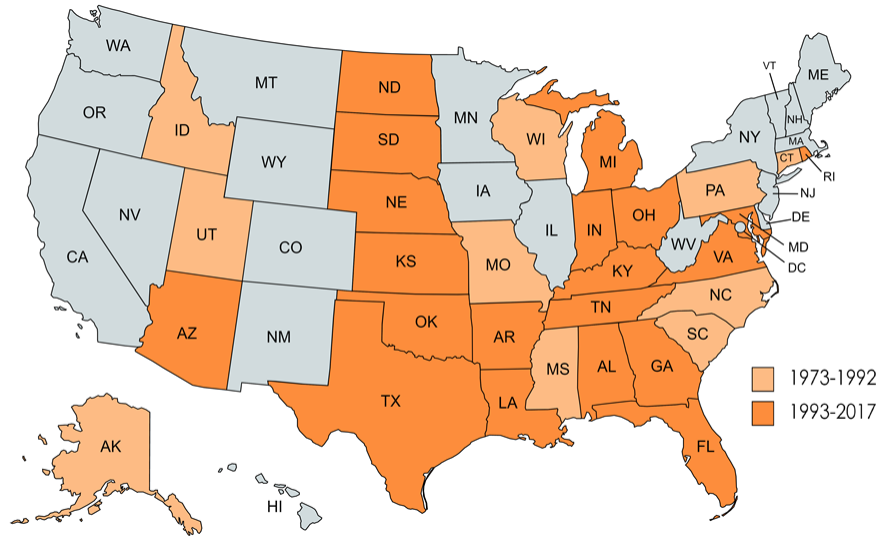 WA
OR
CA
NV
ID
MT
WY
UT
CO
AZ
NM
ND
SD
NE
KS
OK
TX
MN
IA
MO
AR
LA
WI
IL
MI
IN
OH
KY
TN
MS
AL
GA
FL
SC
NC
VA
WV
PA
NY
VT
NH
ME
MA
CT
RI
NJ
DE
MD
DC
AK
HI
1973-1992
1993-2017